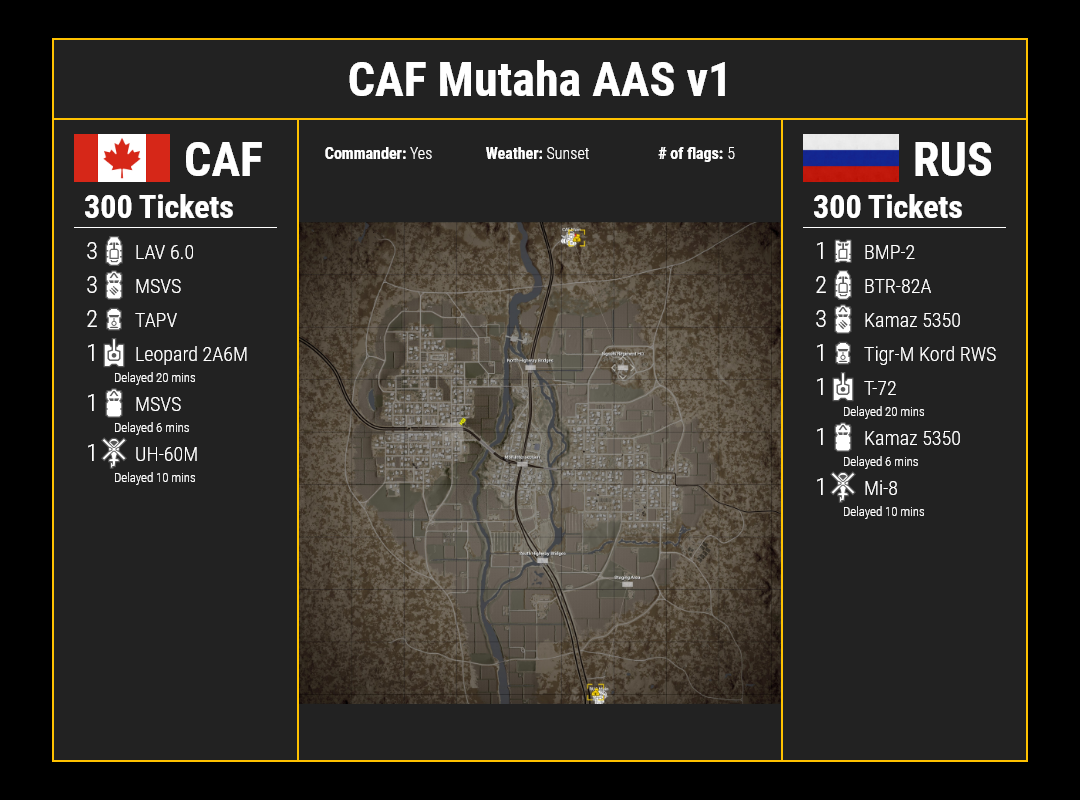 CAF Mutaha AAS v1
CAF
300 Tickets
3 LAV 6.0
3 MSVS
2 TAPV
1 Leopard 2A6M
Delayed 20 mins
1 MSVS
Delayed 6 mins
1 UH-60M
Delayed 10 mins
Commander: Yes
Weather: Sunset
# of flags: 5
North Highway Bridges
South Highway Bridges
Staging Area
RUS
300 Tickets
1 BMP-2
2 BTR-82A
3 Kamaz 5350
1 Tigr-M Kord RWS
1 T-72
Delayed 20 mins
1 Kamaz 5350
Delayed 6 mins
1 Mi-8
Delayed 10 mins